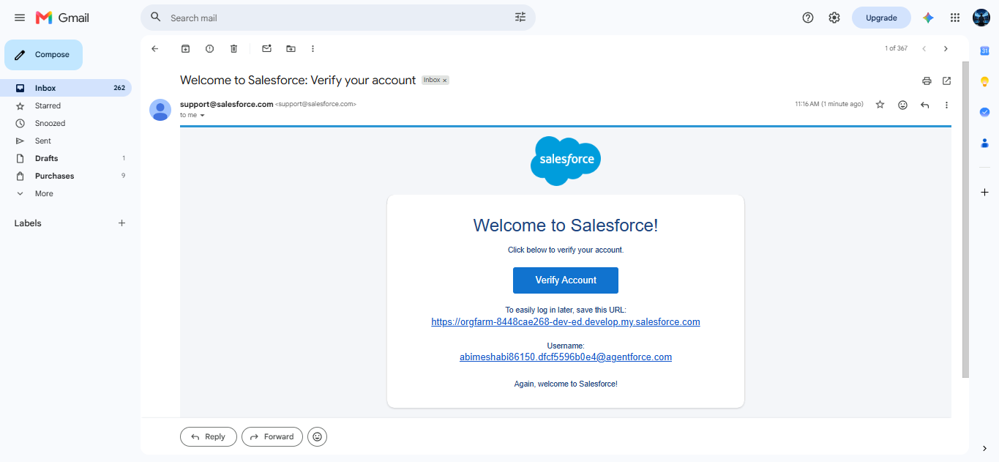 Gmail
Search mail
Upgrade
Compose
Inbox 262
Starred
Snoozed
Sent
Drafts 1
Purchases 9
More
Labels
1 of 367
31
Welcome to Salesforce: Verify your account Inbox x
support@salesforce.com <support@salesforce.com>
11:16 AM (1 minute ago)
to me
salesforce
Welcome to Salesforce!
Click below to verify your account.
Verify Account
To easily log in later, save this URL:
https://orgfarm-8448cae268-dev-ed.develop.my.salesforce.com
Username:
abimeshabi86150.dfcf5596b0e4@agentforce.com
Again, welcome to Salesforce!
Reply
Forward